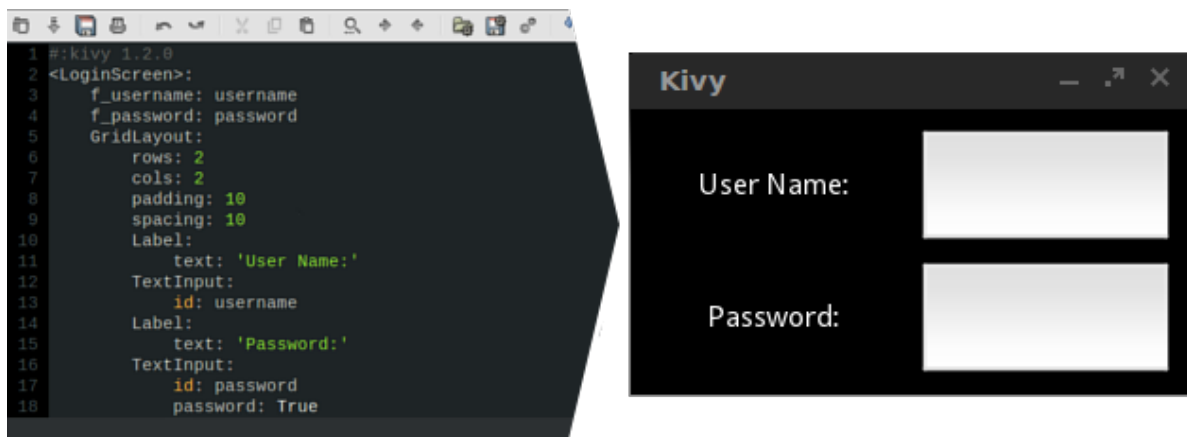 1 #:kivy 1.2.0
2 <LoginScreen>:
3     f_username: username
4     f_password: password
5     GridLayout:
6         rows: 2
7         cols: 2
8         padding: 10
9         spacing: 10
10         Label:
11             text: 'User Name:'
12         TextInput:
13             id: username
14         Label:
15             text: 'Password:'
16         TextInput:
17             id: password
18             password: True
Kivy
User Name:
Password: